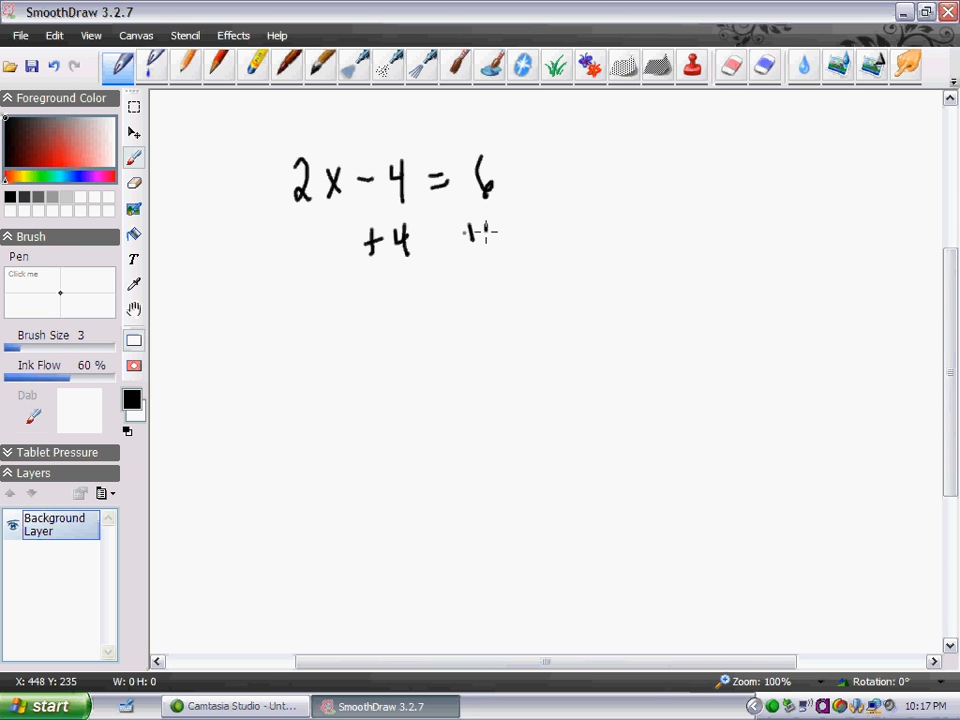 SmoothDraw 3.2.7
File Edit View Canvas Stencil Effects Help
Foreground Color
Brush
Pen
Click me
Brush Size 3
Ink Flow 60 %
Dab
Tablet Pressure
Layers
Background
Layer
2x - 4 = 6
+4 +
X: 448 Y: 235 W: 0 H: 0 Zoom: 100% Rotation: 0°
start Camtasia Studio - Unt... SmoothDraw 3.2.7 10:17 PM